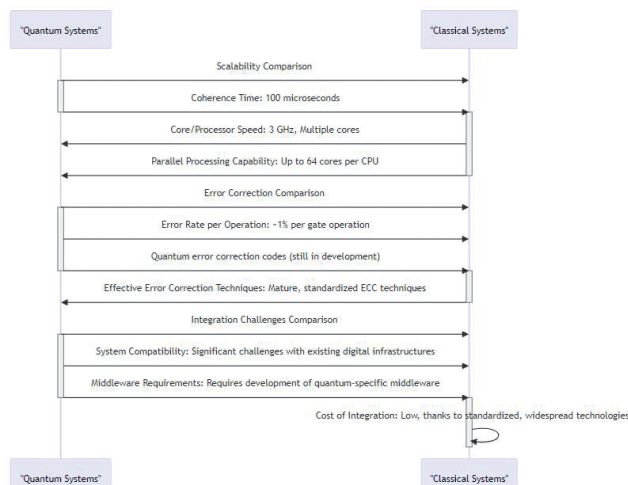 "Quantum Systems" "Classical Systems"
Scalability Comparison
Coherence Time: 100 microseconds
Core/Processor Speed: 3 GHz, Multiple cores
Parallel Processing Capability: Up to 64 cores per CPU
Error Correction Comparison
Error Rate per Operation: ~1% per gate operation
Quantum error correction codes (still in development)
Effective Error Correction Techniques: Mature, standardized ECC techniques
Integration Challenges Comparison
System Compatibility: Significant challenges with existing digital infrastructures
Middleware Requirements: Requires development of quantum-specific middleware
Cost of Integration: Low, thanks to standardized, widespread technologies
"Quantum Systems" "Classical Systems"